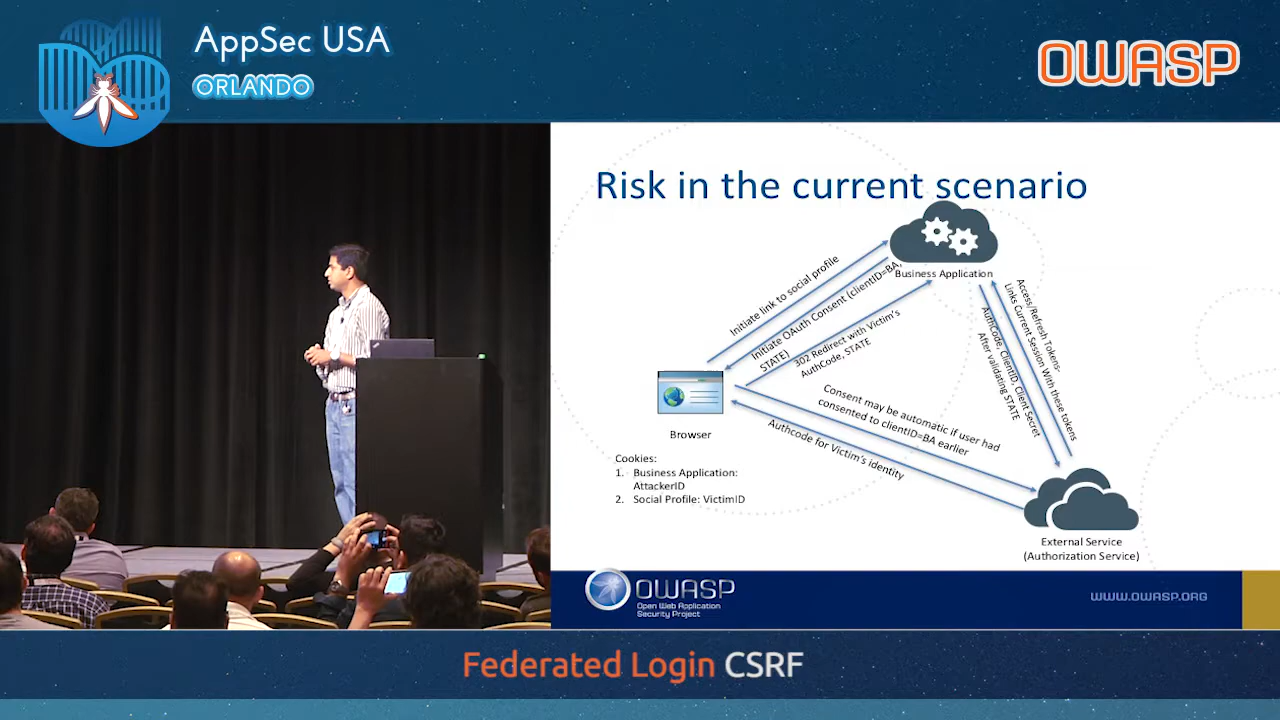 AppSec USA
ORLANDO
OWASP
Risk in the current scenario
Business Application
Initiate link to social profile
Initiate OAuth Consent (clientID=BA,
STATE)
302 Redirect with Victim's
AuthCode, STATE
Access/Refresh Tokens-
Links Current Session With these tokens
AuthCode, ClientID, Client Secret
After validating STATE
Consent may be automatic if user had
consented to clientID=BA earlier
Authcode for Victim's identity
Browser
Cookies:
1. Business Application:
AttackerID
2. Social Profile: VictimID
External Service
(Authorization Service)
OWASP
Open Web Application
Security Project
WWW.OWASP.ORG
Federated Login CSRF